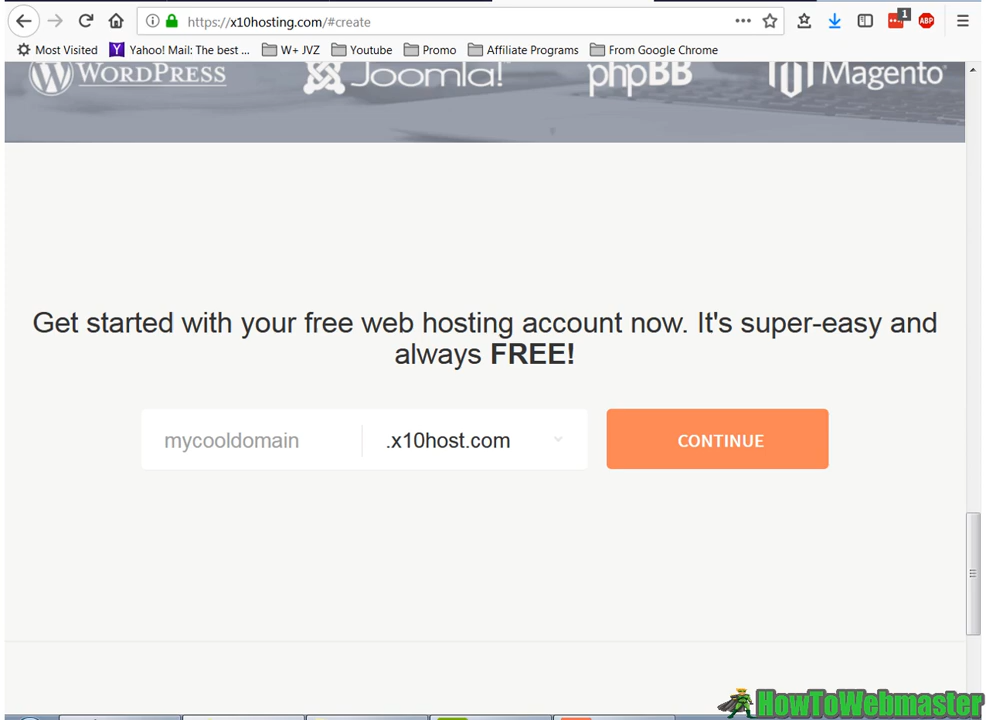 https://x10hosting.com/#create
1
ABP
Most Visited Yahoo! Mail: The best ... W+ JVZ Youtube Promo Affiliate Programs From Google Chrome
WORDPRESS Joomla! phpBB Magento
Get started with your free web hosting account now. It's super-easy and
always FREE!
mycooldomain .x10host.com CONTINUE
HowToWebmaster